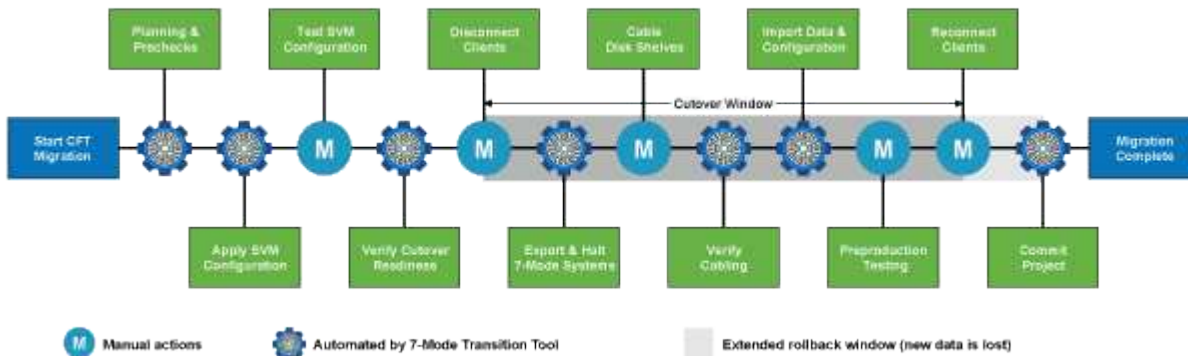 Planning &
Prechecks
Test SVM
Configuration
Disconnect
Clients
Cable
Disk Shelves
Import Data &
Configuration
Reconnect
Clients
Cutover Window
Start CFT
Migration
M
M
M
M
M
Migration
Complete
Apply SVM
Configuration
Verify Cutover
Readiness
Export & Halt
7-Mode Systems
Verify
Cabling
Preproduction
Testing
Commit
Project
M Manual actions
Automated by 7-Mode Transition Tool
Extended rollback window (new data is lost)